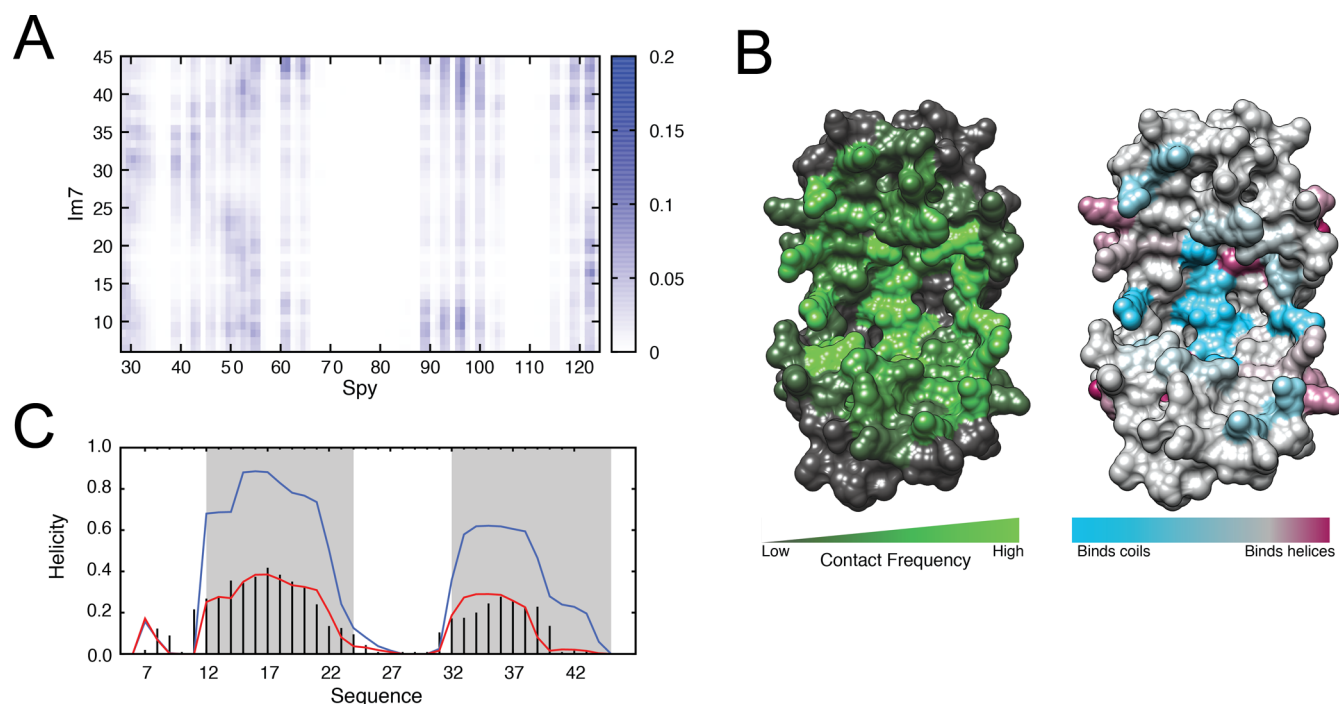 A
45
40
35
30
25
20
15
10
Im7
30 40 50 60 70 80 90 100 110 120
Spy
0.2
0.15
0.1
0.05
0
B
Low High
Contact Frequency
Binds coils Binds helices
C
1.0
0.8
0.6
0.4
0.2
0.0
Helicity
7 12 17 22 27 32 37 42
Sequence